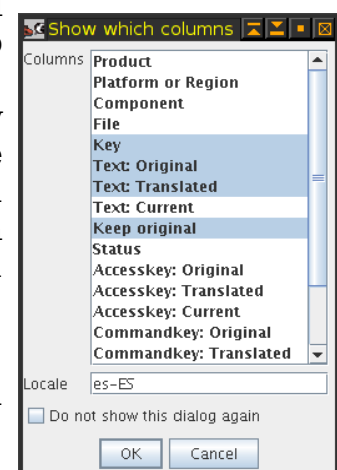 Show which columns
Columns
Product
Platform or Region
Component
File
Key
Text: Original
Text: Translated
Text: Current
Keep original
Status
Accesskey: Original
Accesskey: Translated
Accesskey: Current
Commandkey: Original
Commandkey: Translated
Locale es-ES
Do not show this dialog again
OK Cancel